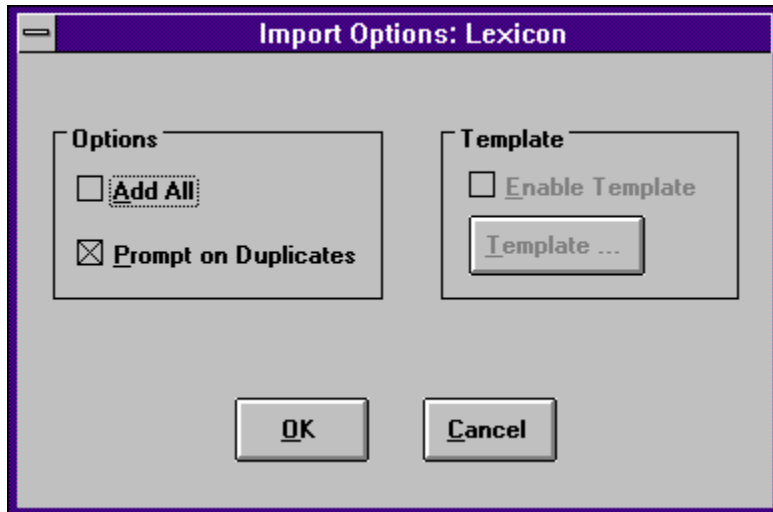 Import Options: Lexicon
Options
Add All
Prompt on Duplicates
Template
Enable Template
Template ...
OK
Cancel